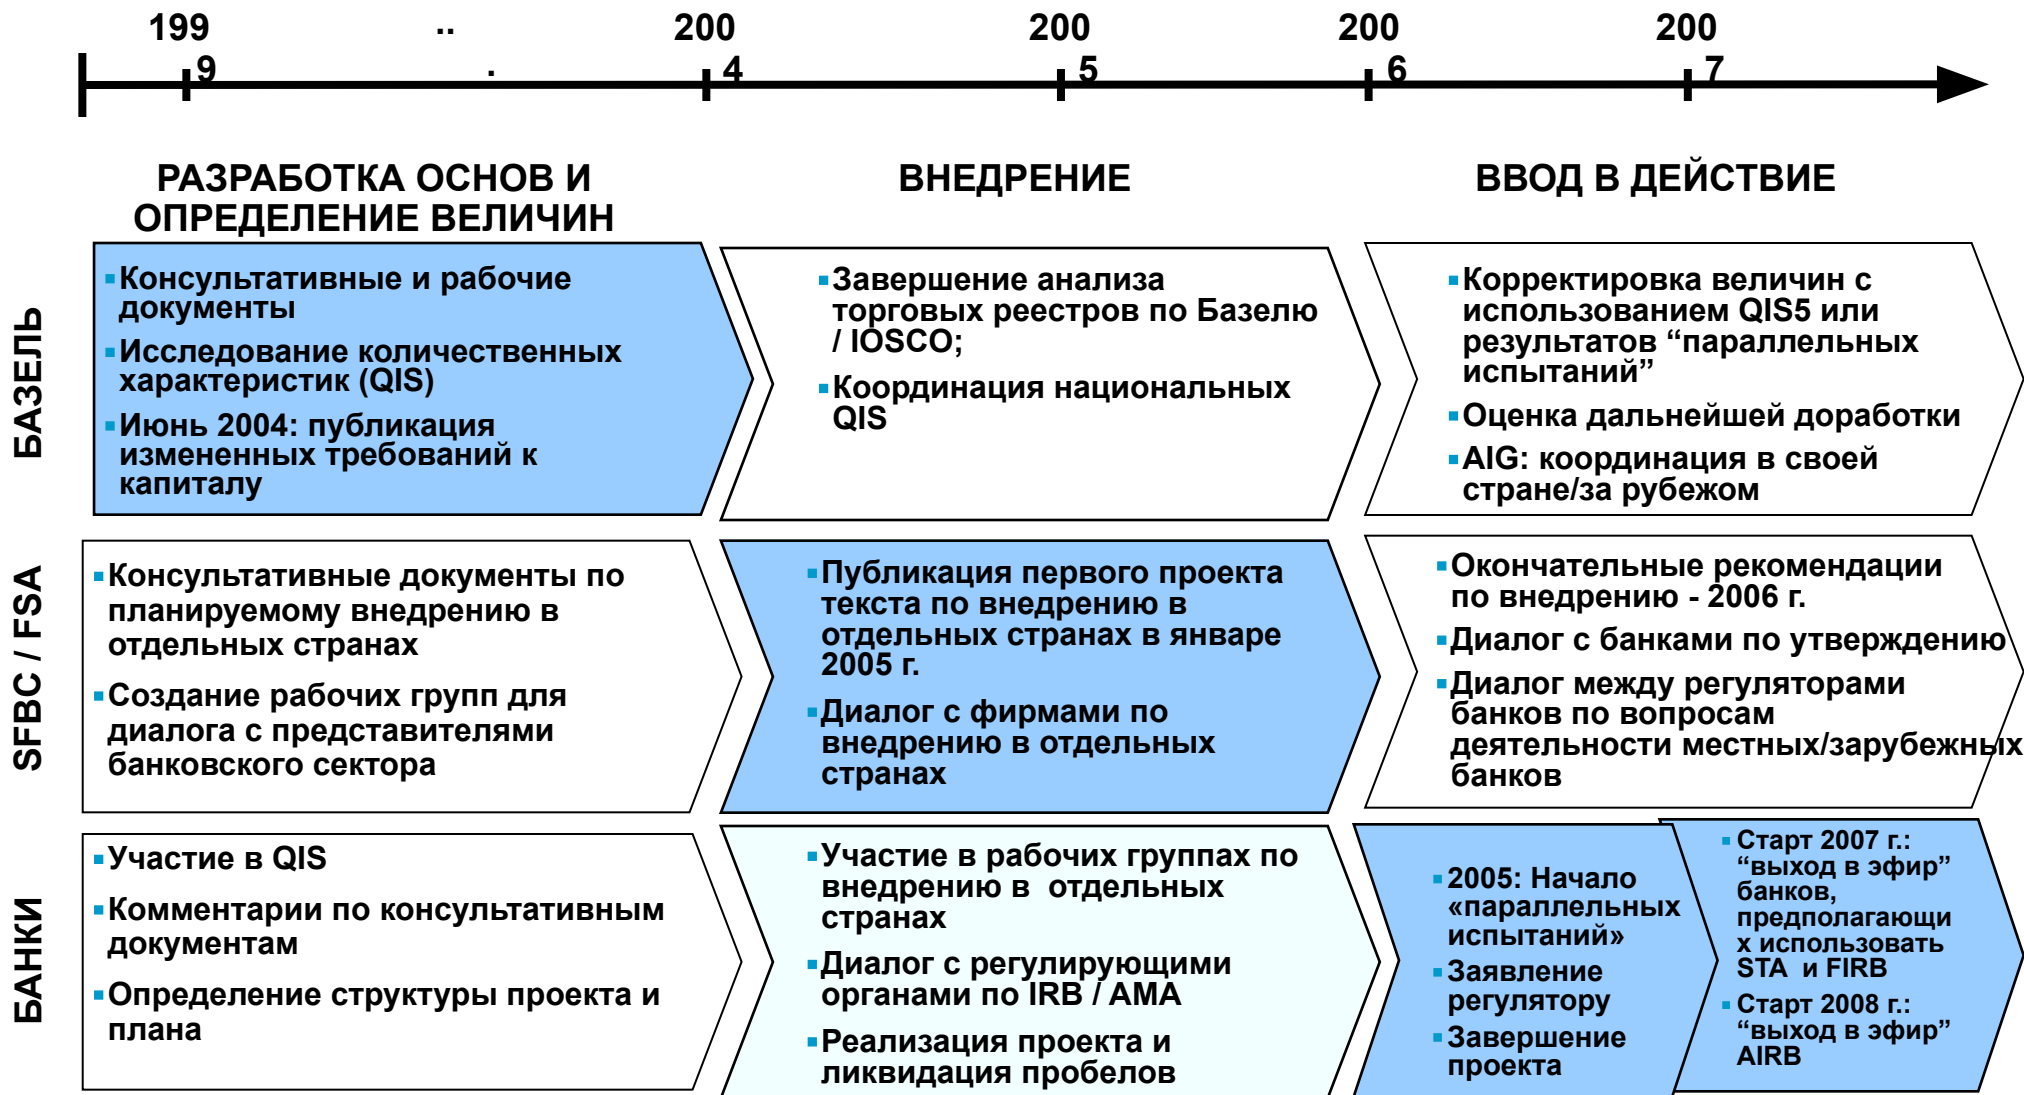 199
9
..
.
200
4
200
5
200
6
200
7
РАЗРАБОТКА ОСНОВ И
ОПРЕДЕЛЕНИЕ ВЕЛИЧИН
ВНЕДРЕНИЕ
ВВОД В ДЕЙСТВИЕ
БАЗЕЛЬ
Консультативные и рабочие
документы
Исследование количественных
характеристик (QIS)
Июнь 2004: публикация
измененных требований к
капиталу
Завершение анализа
торговых реестров по Базелю
/ IOSCO;
Координация национальных
QIS
Корректировка величин с
использованием QIS5 или
результатов “параллельных
испытаний”
Оценка дальнейшей доработки
AIG: координация в своей
стране/за рубежом
SFBC / FSA
Консультативные документы по
планируемому внедрению в
отдельных странах
Создание рабочих групп для
диалога с представителями
банковского сектора
Публикация первого проекта
текста по внедрению в
отдельных странах в январе
2005 г.
Диалог с фирмами по
внедрению в отдельных
странах
Окончательные рекомендации
по внедрению - 2006 г.
Диалог с банками по утверждению
Диалог между регуляторами
банков по вопросам
деятельности местных/зарубежных
банков
БАНКИ
Участие в QIS
Комментарии по консультативным
документам
Определение структуры проекта и
плана
Участие в рабочих группах по
внедрению в отдельных
странах
Диалог с регулирующими
органами по IRB / AMA
Реализация проекта и
ликвидация пробелов
2005: Начало
«параллельных
испытаний»
Заявление
регулятору
Завершение
проекта
Старт 2007 г.:
“выход в эфир”
банков,
предполагающи
х использовать
STA и FIRB
Старт 2008 г.:
“выход в эфир”
AIRB